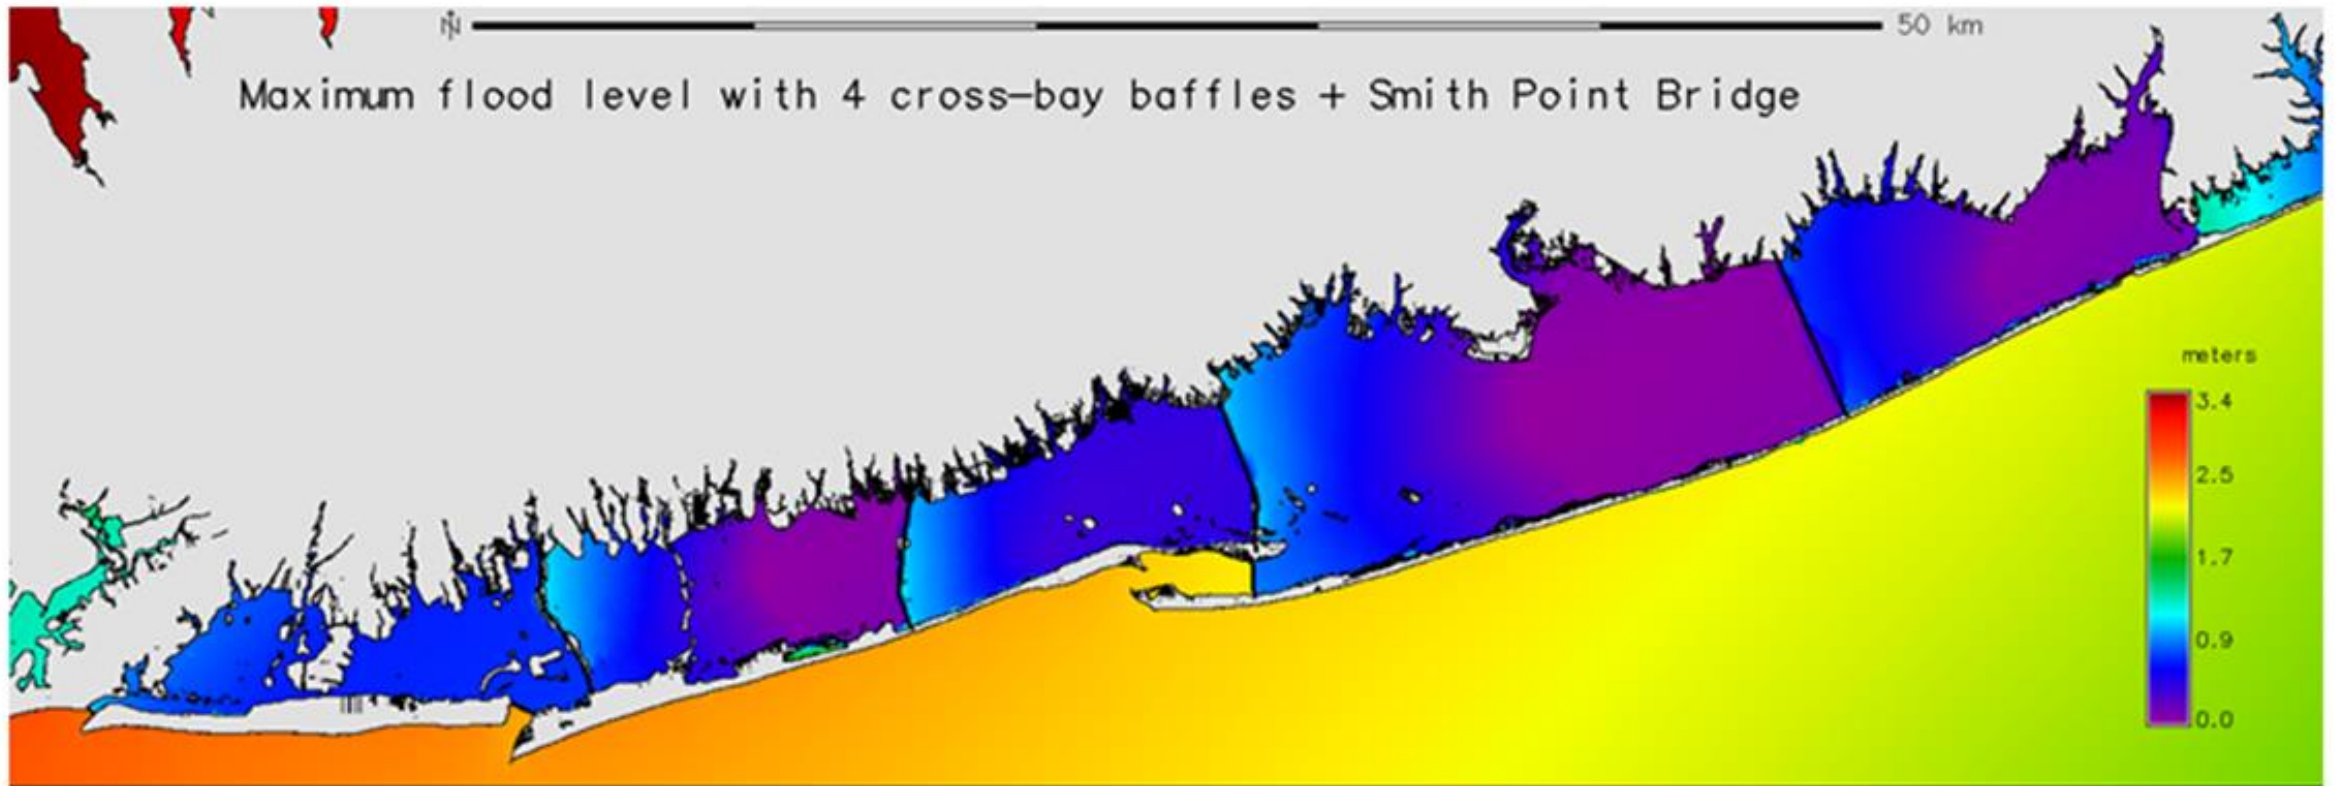 N
50 km
Maximum flood level with 4 cross-bay baffles + Smith Point Bridge
meters
3.4
2.5
1.7
0.9
0.0